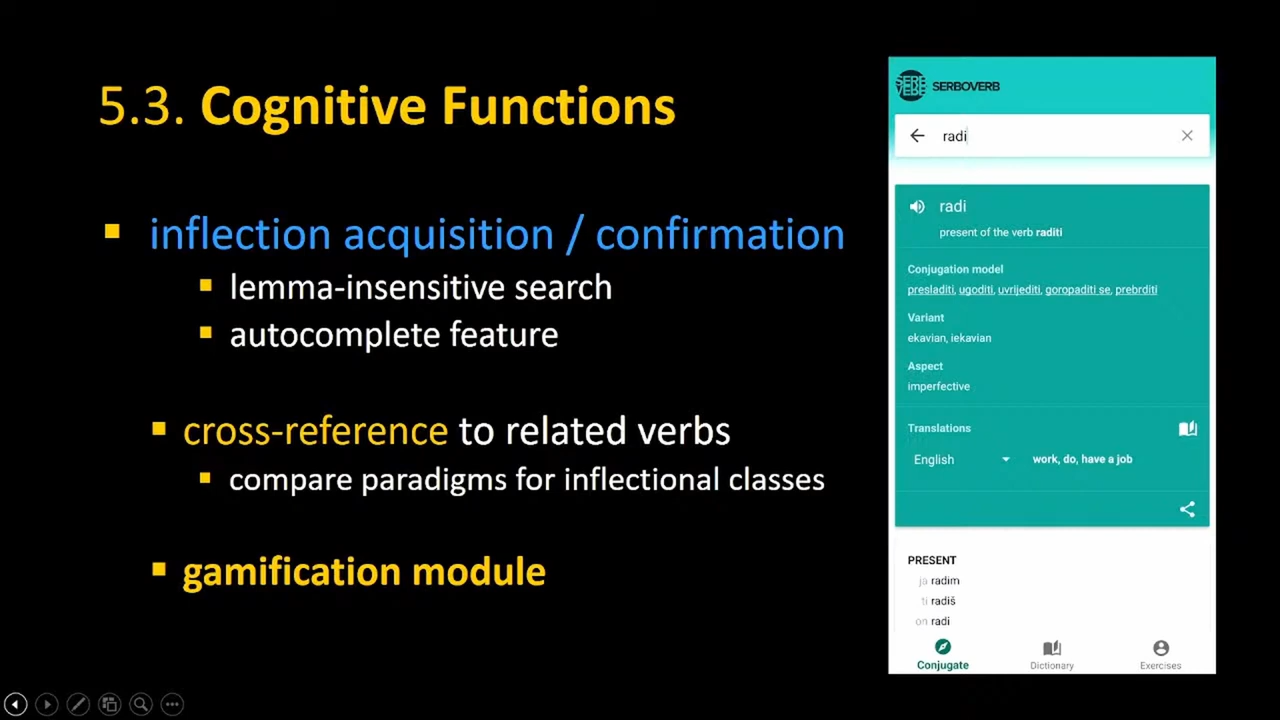 5.3. Cognitive Functions
inflection acquisition / confirmation
lemma-insensitive search
autocomplete feature
cross-reference to related verbs
compare paradigms for inflectional classes
gamification module
SERBOVERB
radi
radi
present of the verb raditi
Conjugation model
presladiti, ugoditi, uvrijediti, goropaditi se, prebrditi
Variant
ekavian, iekavian
Aspect
imperfective
Translations
English work, do, have a job
PRESENT
ja radim
ti radiš
on radi
Conjugate Dictionary Exercises